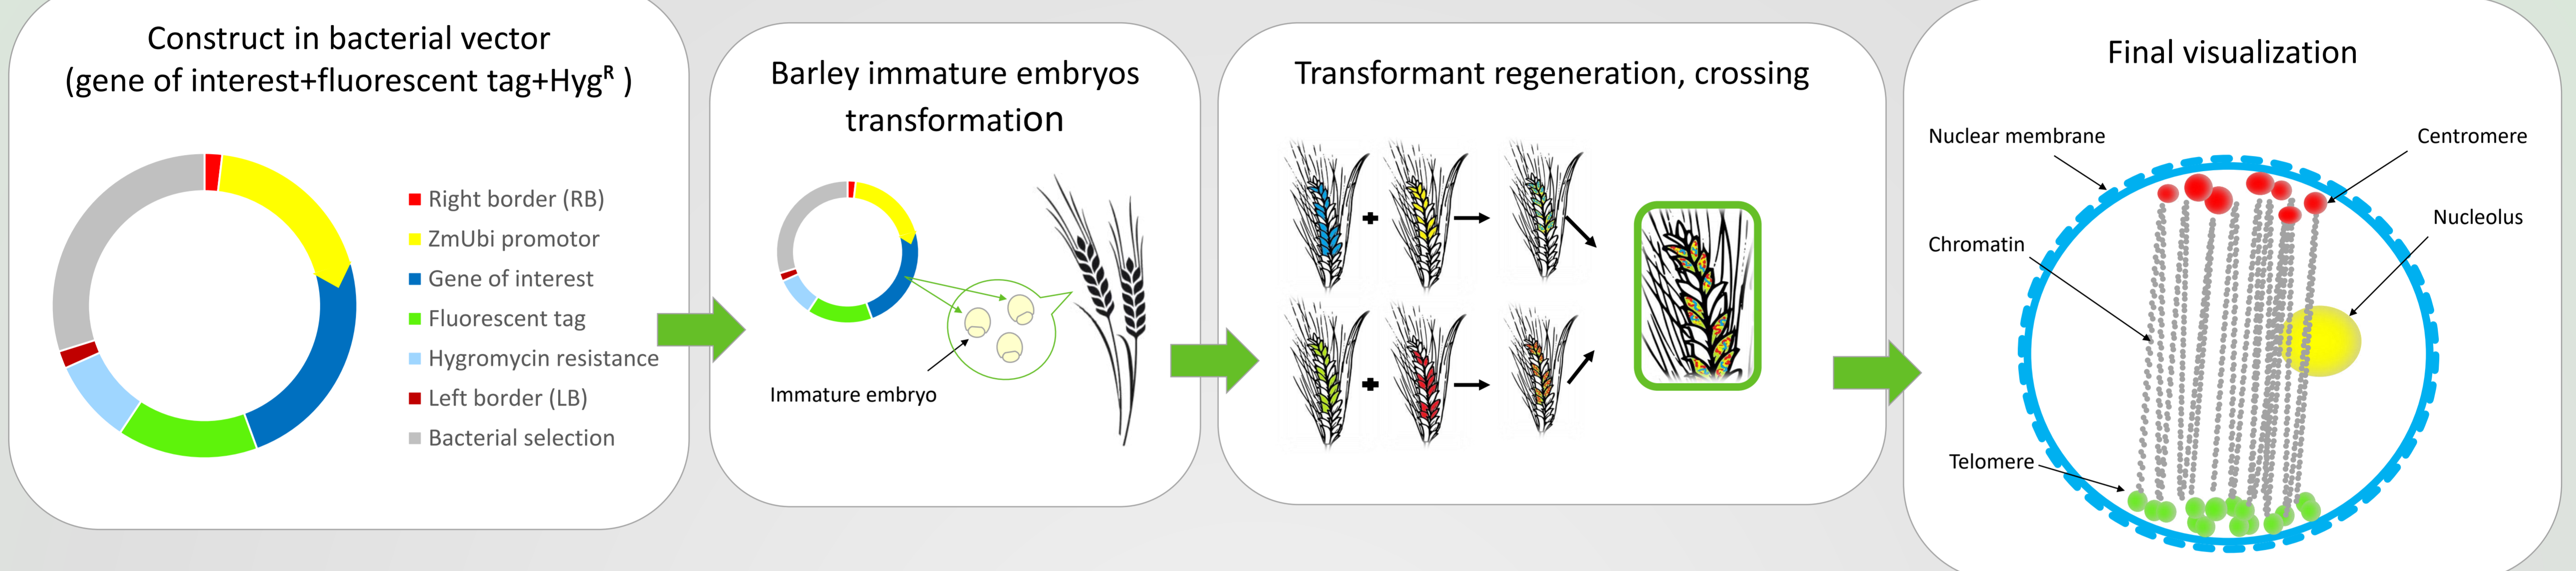 Construct in bacterial vector
(gene of interest+fluorescent tag+Hygᴿ )
Right border (RB)
ZmUbi promotor
Gene of interest
Fluorescent tag
Hygromycin resistance
Left border (LB)
Bacterial selection
Barley immature embryos
transformation
Immature embryo
Transformant regeneration, crossing
Final visualization
Nuclear membrane
Centromere
Nucleolus
Chromatin
Telomere